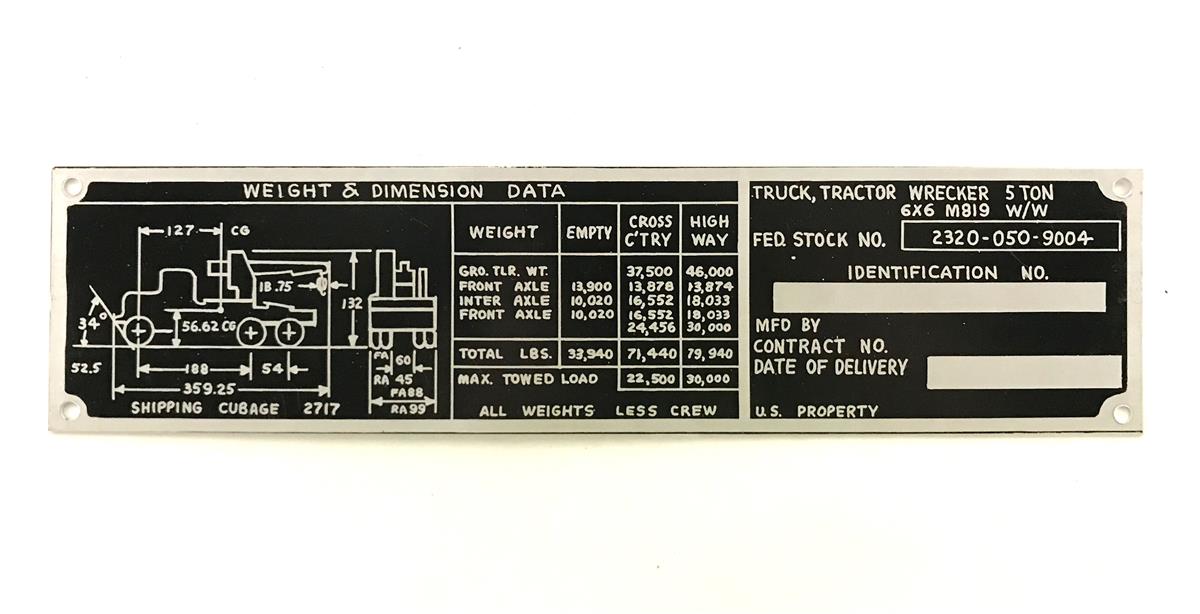 WEIGHT & DIMENSION DATA
127 CG
18.75
132
34°
56.62 CG
52.5
188 54
359.25
SHIPPING CUBAGE 2717
FA 60
RA 45
FA 88
RA 99
WEIGHT EMPTY CROSS C'TRY HIGH WAY
GRO. TLR. WT. 37,500 46,000
FRONT AXLE 13,900 13,878 13,874
INTER AXLE 10,020 16,552 18,033
FRONT AXLE 10,020 16,552 18,033
24,456 30,000
TOTAL LBS. 33,940 71,440 79,940
MAX. TOWED LOAD 22,500 30,000
ALL WEIGHTS LESS CREW
TRUCK, TRACTOR WRECKER 5 TON
6X6 M819 W/W
FED. STOCK NO. 2320-050-9004
IDENTIFICATION NO.
MFD BY
CONTRACT NO.
DATE OF DELIVERY
U.S. PROPERTY